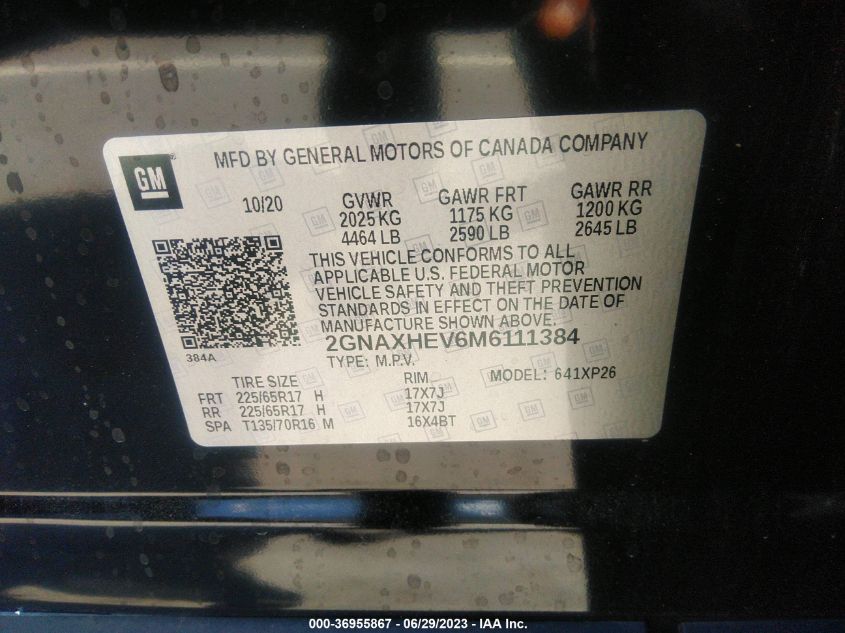 MFD BY GENERAL MOTORS OF CANADA COMPANY
GM
10/20
GVWR
2025 KG
4464 LB
GAWR FRT
1175 KG
2590 LB
GAWR RR
1200 KG
2645 LB
THIS VEHICLE CONFORMS TO ALL
APPLICABLE U.S. FEDERAL MOTOR
VEHICLE SAFETY AND THEFT PREVENTION
STANDARDS IN EFFECT ON THE DATE OF
MANUFACTURE SHOWN ABOVE.
384A
2GNAXHEV6M6111384
TYPE: M.P.V.
MODEL: 641XP26
TIRE SIZE RIM
FRT 225/65R17 H 17X7J
RR 225/65R17 H 17X7J
SPA T135/70R16 M 16X4BT
000-36955867 / 06/29/2023 - IAA Inc.